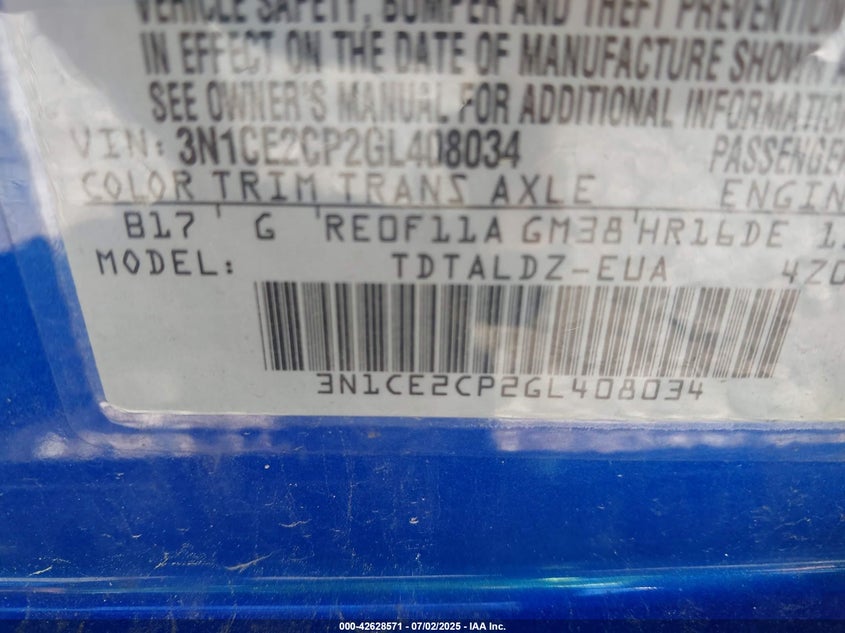 VEHICLE SAFETY, BUMPER AND THEFT PREVENTION
IN EFFECT ON THE DATE OF MANUFACTURE SHOWN
SEE OWNER'S MANUAL FOR ADDITIONAL INFORMATION
VIN: 3N1CE2CP2GL408034 PASSENGER
COLOR TRIM TRANS AXLE ENGIN
B17 G RE0F11A GM38 HR16DE
MODEL: TDTALDZ-EUA
3N1CE2CP2GL408034
000-42628571 | 07/02/2025 - IAA Inc.